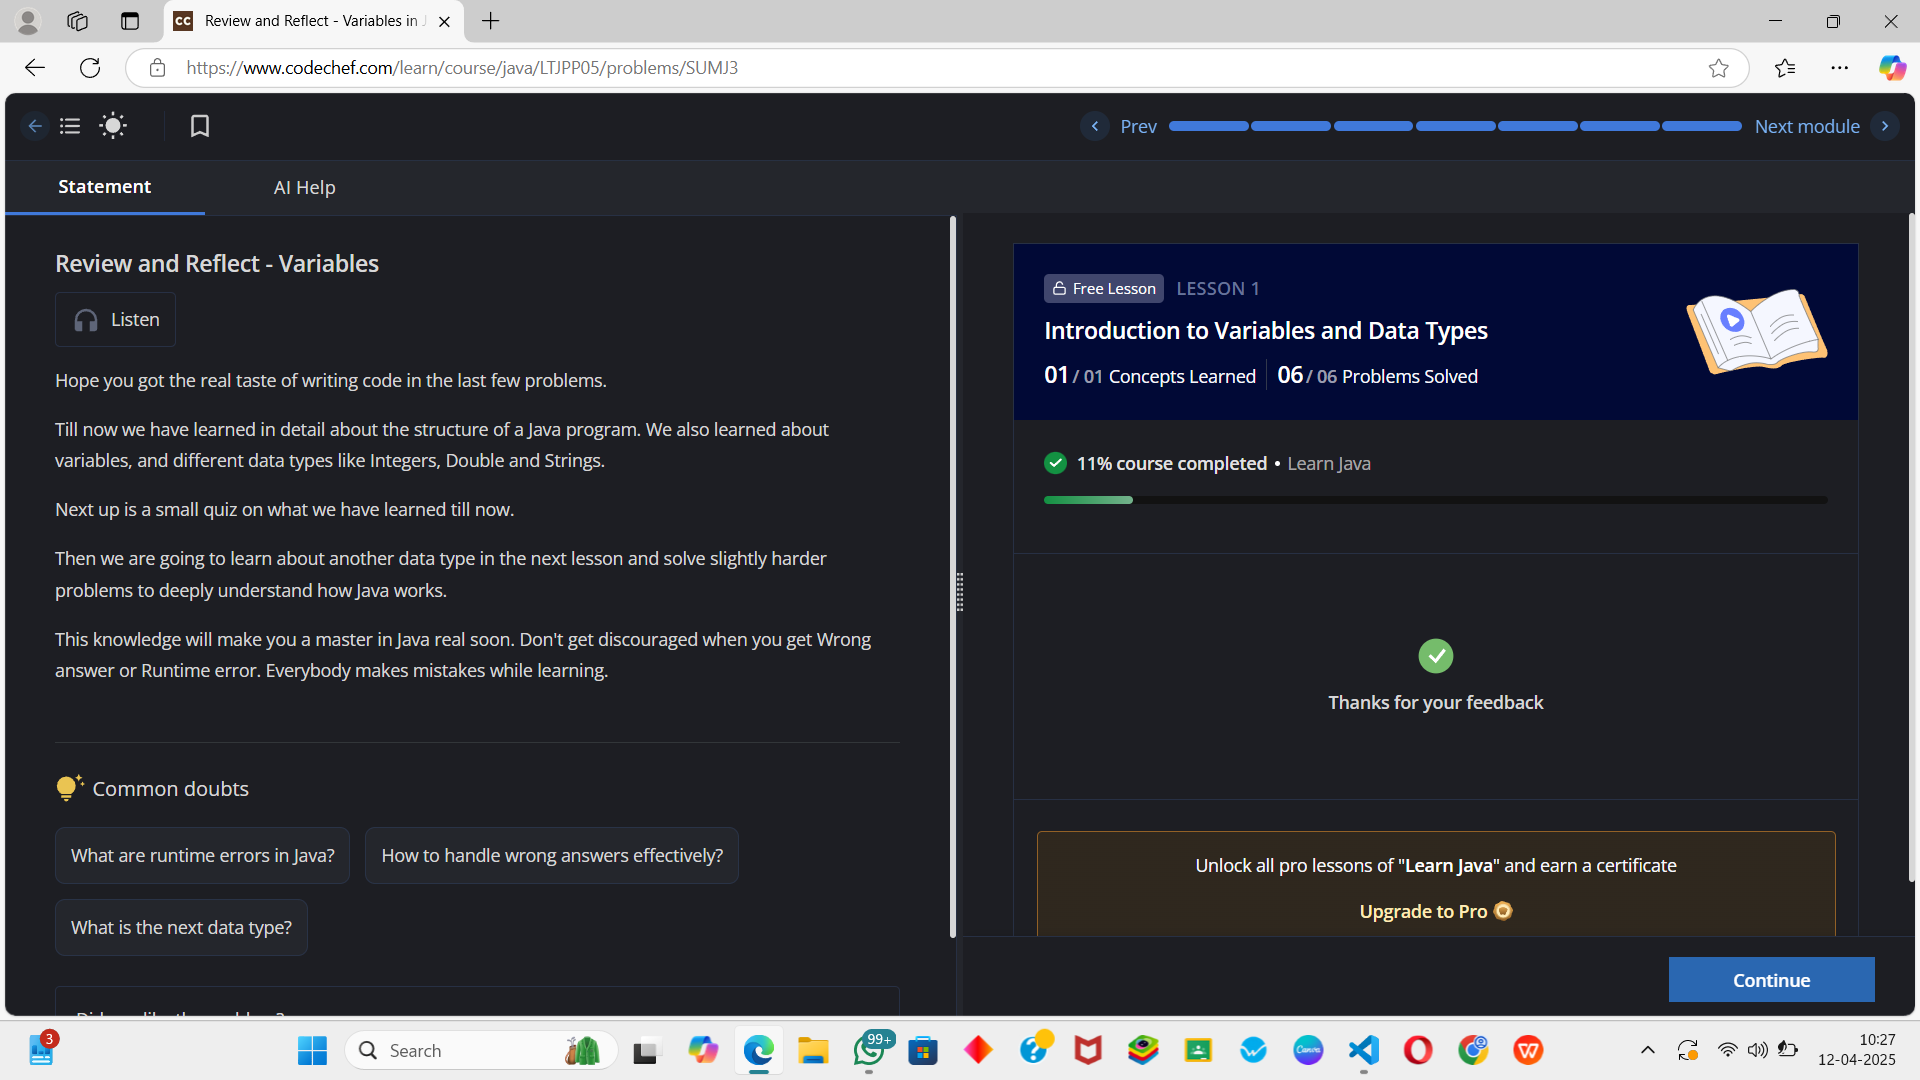 CC Review and Reflect - Variables in J
https://www.codechef.com/learn/course/java/LTJPP05/problems/SUMJ3
Prev
Next module
Statement
AI Help
Review and Reflect - Variables
Listen
Hope you got the real taste of writing code in the last few problems.
Till now we have learned in detail about the structure of a Java program. We also learned about
variables, and different data types like Integers, Double and Strings.
Next up is a small quiz on what we have learned till now.
Then we are going to learn about another data type in the next lesson and solve slightly harder
problems to deeply understand how Java works.
This knowledge will make you a master in Java real soon. Don't get discouraged when you get Wrong
answer or Runtime error. Everybody makes mistakes while learning.
Common doubts
What are runtime errors in Java?
How to handle wrong answers effectively?
What is the next data type?
Free Lesson LESSON 1
Introduction to Variables and Data Types
01 / 01 Concepts Learned 06 / 06 Problems Solved
11% course completed • Learn Java
Thanks for your feedback
Unlock all pro lessons of "Learn Java" and earn a certificate
Upgrade to Pro
Continue
3
Search
99+
Canva
10:27
12-04-2025